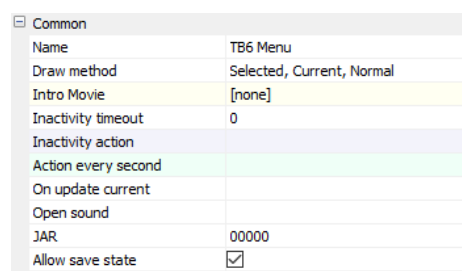 Common
Name TB6 Menu
Draw method Selected, Current, Normal
Intro Movie [none]
Inactivity timeout 0
Inactivity action
Action every second
On update current
Open sound
JAR 00000
Allow save state